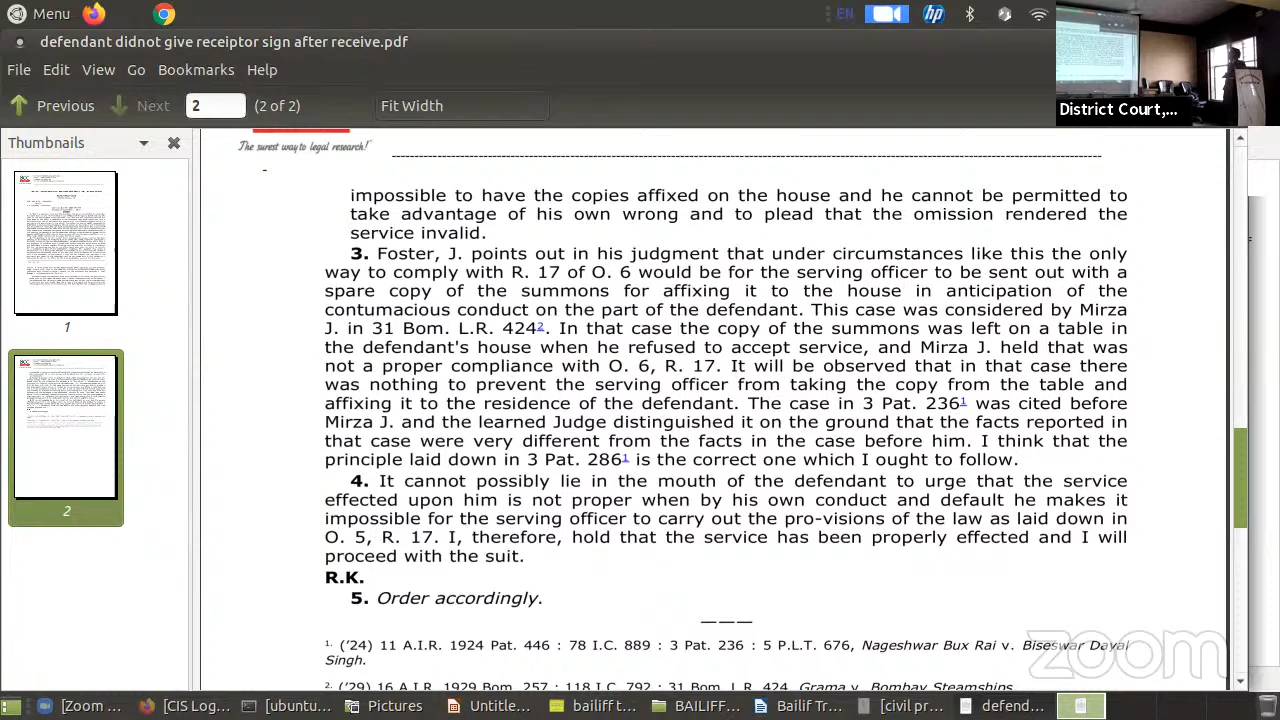 Menu
EN
hp
defendant didnot give receiptor sign after receive.pdf
File Edit View Go Bookmarks Help
Previous Next 2 (2 of 2) Fit Width
District Court,...
Thumbnails
1
2
The surest way to legal research!
impossible to have the copies affixed on the house and he cannot be permitted to
take advantage of his own wrong and to plead that the omission rendered the
service invalid.
3. Foster, J. points out in his judgment that under circumstances like this the only
way to comply with R. 17 of O. 6 would be for the serving officer to be sent out with a
spare copy of the summons for affixing it to the house in anticipation of the
contumacious conduct on the part of the defendant. This case was considered by Mirza
J. in 31 Bom. L.R. 424². In that case the copy of the summons was left on a table in
the defendant's house when he refused to accept service, and Mirza J. held that was
not a proper compliance with O. 6, R. 17. It will be observed that in that case there
was nothing to prevent the serving officer from taking the copy from the table and
affixing it to the residence of the defendant. The case in 3 Pat. 236¹ was cited before
Mirza J. and the learned Judge distinguished it on the ground that the facts reported in
that case were very different from the facts in the case before him. I think that the
principle laid down in 3 Pat. 286¹ is the correct one which I ought to follow.
4. It cannot possibly lie in the mouth of the defendant to urge that the service
effected upon him is not proper when by his own conduct and default he makes it
impossible for the serving officer to carry out the pro-visions of the law as laid down in
O. 5, R. 17. I, therefore, hold that the service has been properly effected and I will
proceed with the suit.
R.K.
5. Order accordingly.
1. ('24) 11 A.I.R. 1924 Pat. 446 : 78 I.C. 889 : 3 Pat. 236 : 5 P.L.T. 676, Nageshwar Bux Rai v. Biseswar Dayal
Singh.
2. ('29) 16 A.I.R. 1929 Bom. 257 : 118 I.C. 792 : 31 Bom. L.R. 424, Grama v. Bombay Steamships.
zoom
[Zoom ... [CIS Log... [ubuntu... Pictures Untitle... bailiff t... BAILIFF... Bailif Tr... [civil pr... defend...